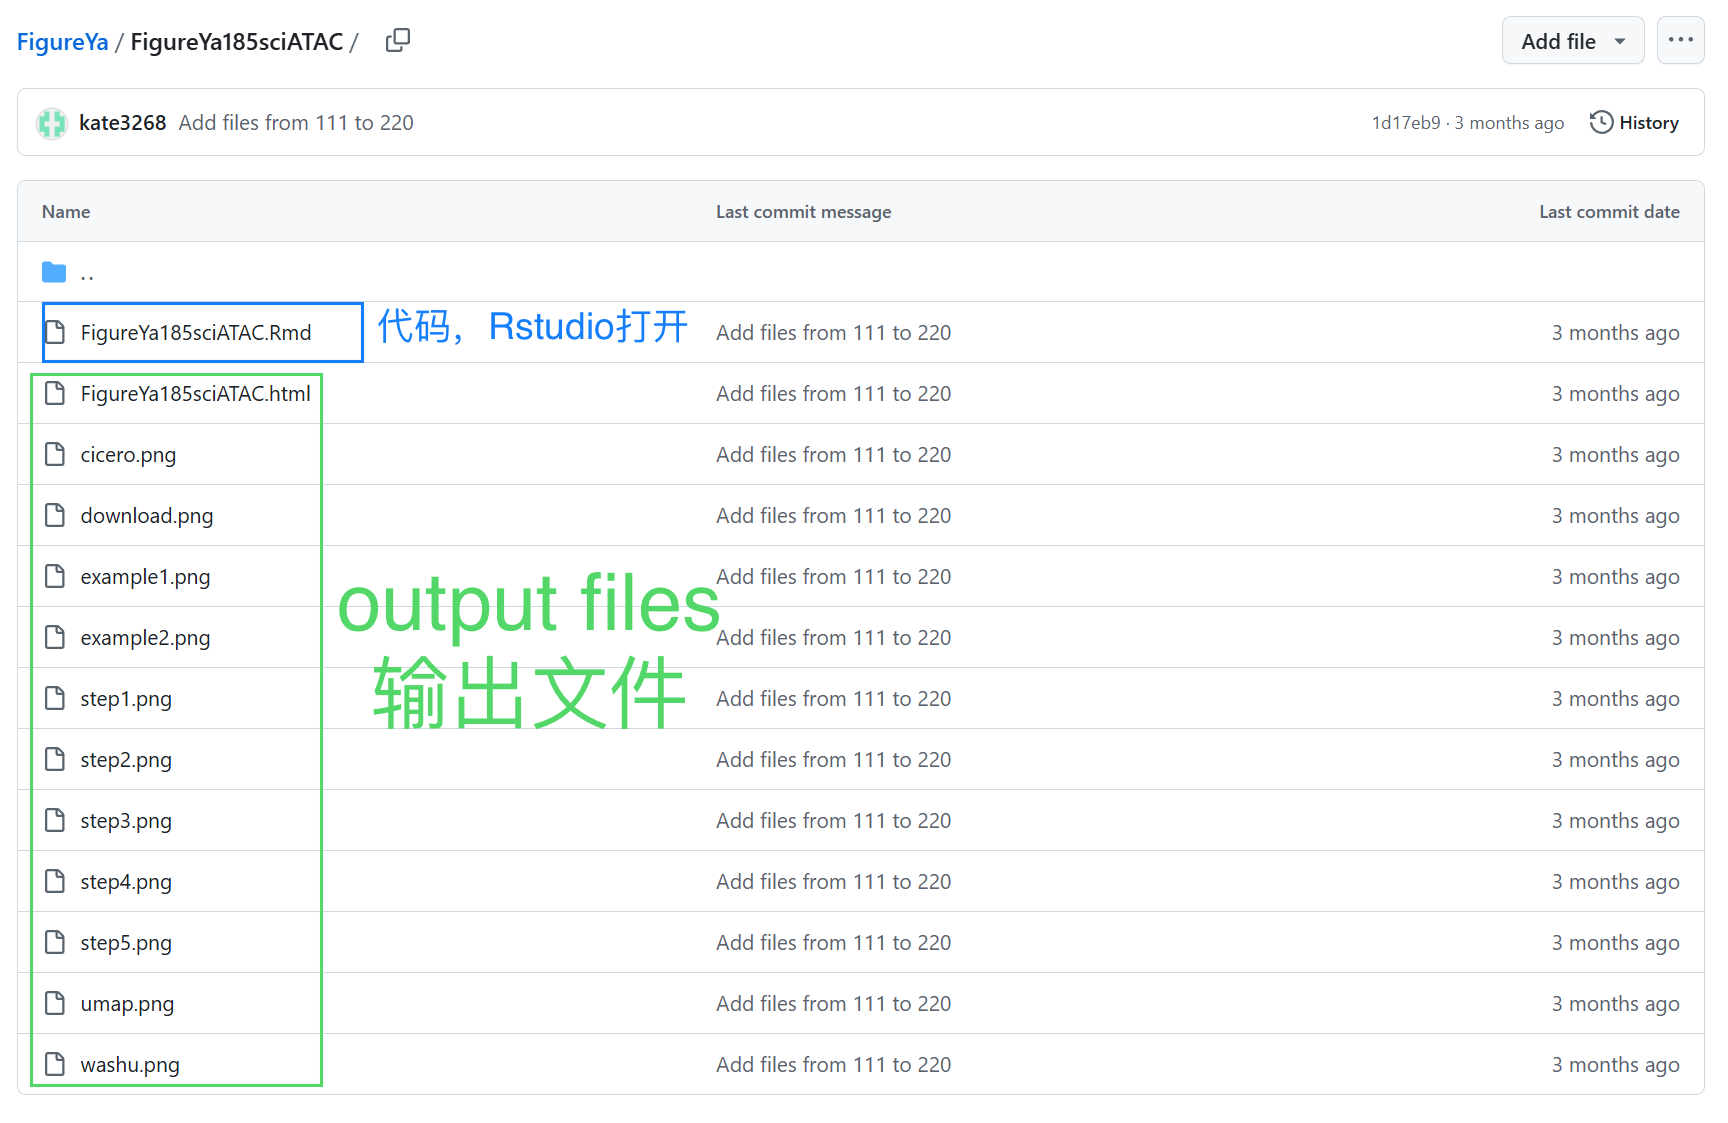 FigureYa / FigureYa185sciATAC /
Add file
kate3268 Add files from 111 to 220
1d17eb9 · 3 months ago
History
Name Last commit message Last commit date
..
FigureYa185sciATAC.Rmd 代码，Rstudio打开 Add files from 111 to 220 3 months ago
FigureYa185sciATAC.html Add files from 111 to 220 3 months ago
cicero.png Add files from 111 to 220 3 months ago
download.png Add files from 111 to 220 3 months ago
example1.png Add files from 111 to 220 3 months ago
output files
example2.png Add files from 111 to 220 3 months ago
输出文件
step1.png Add files from 111 to 220 3 months ago
step2.png Add files from 111 to 220 3 months ago
step3.png Add files from 111 to 220 3 months ago
step4.png Add files from 111 to 220 3 months ago
step5.png Add files from 111 to 220 3 months ago
umap.png Add files from 111 to 220 3 months ago
washu.png Add files from 111 to 220 3 months ago